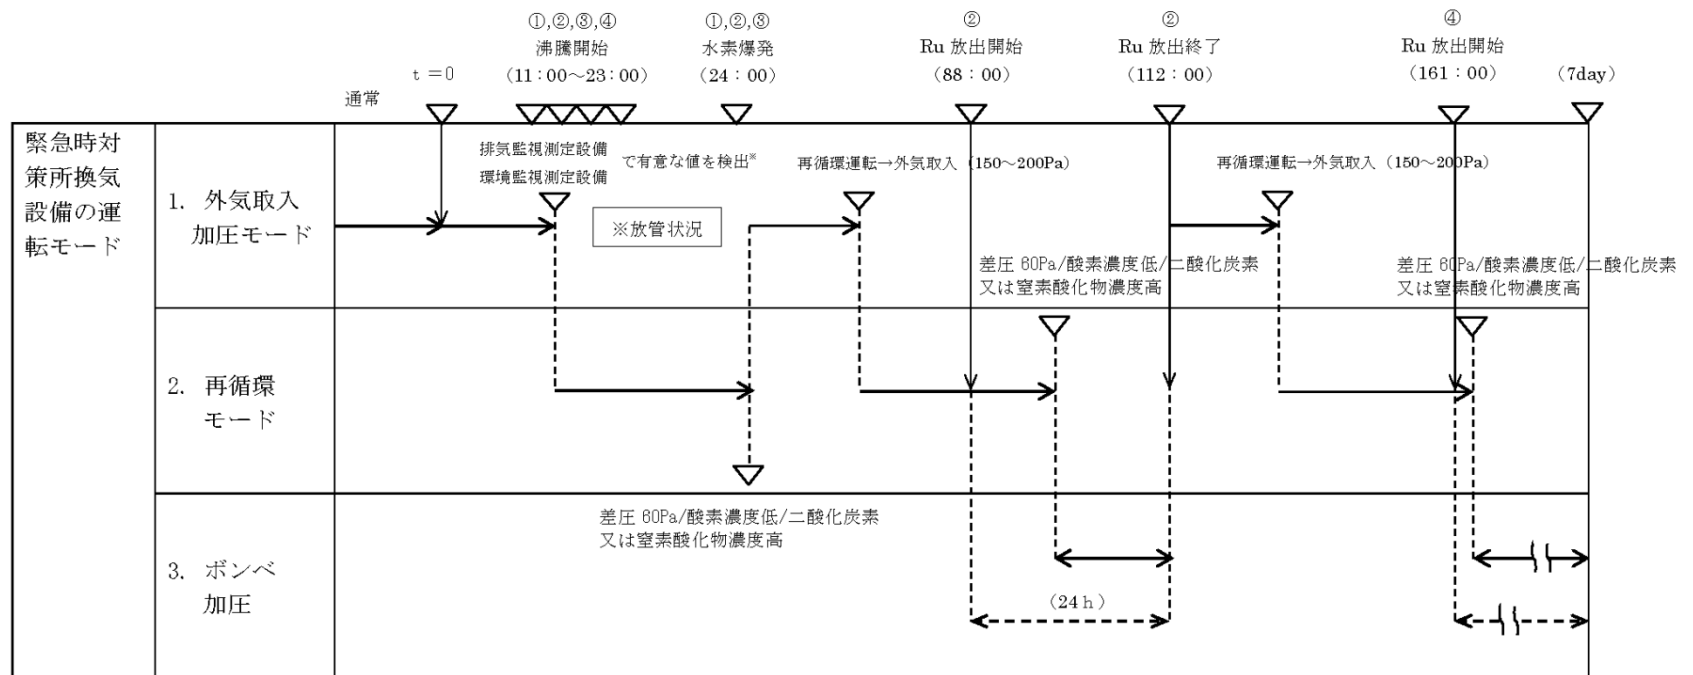 ①,②,③,④
沸騰開始
（11：00～23：00）
①,②,③
水素爆発
（24：00）
②
Ru 放出開始
（88：00）
②
Ru 放出終了
（112：00）
④
Ru 放出開始
（161：00）
（7day）
t＝0
通常
緊急時対
策所換気
設備の運
転モード
1. 外気取入
加圧モード
排気監視測定設備
環境監視測定設備
で有意な値を検出※
※放管状況
再循環運転→外気取入（150～200Pa）
再循環運転→外気取入（150～200Pa）
差圧 60Pa/酸素濃度低/二酸化炭素
又は窒素酸化物濃度高
差圧 60Pa/酸素濃度低/二酸化炭素
又は窒素酸化物濃度高
2. 再循環
モード
3. ボンベ
加圧
差圧 60Pa/酸素濃度低/二酸化炭素
又は窒素酸化物濃度高
（24ｈ）